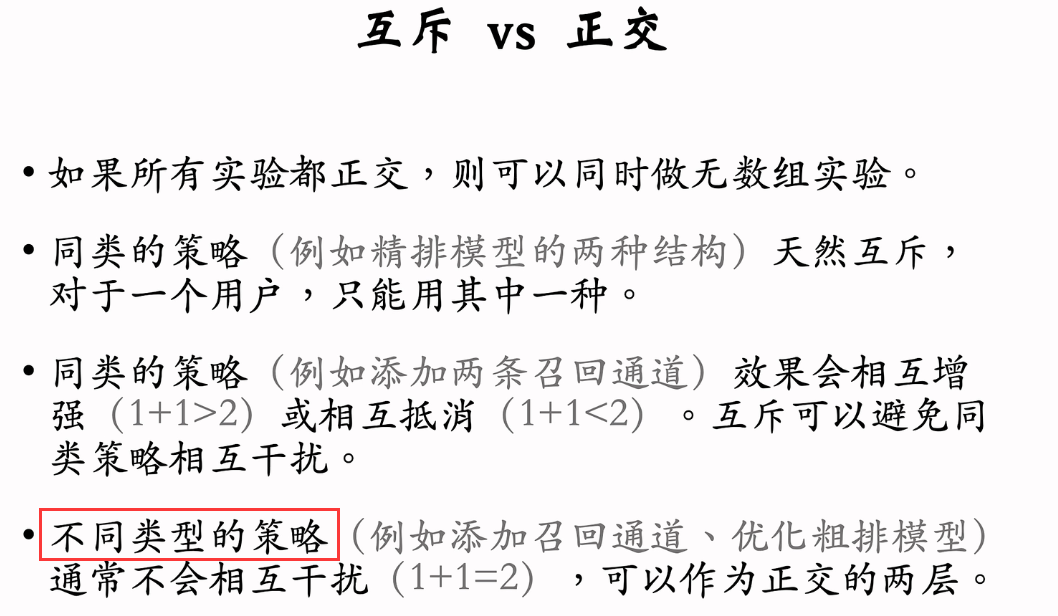 互斥 vs 正交
• 如果所有实验都正交，则可以同时做无数组实验。
• 同类的策略（例如精排模型的两种结构）天然互斥，
对于一个用户，只能用其中一种。
• 同类的策略（例如添加两条召回通道）效果会相互增
强（1+1>2）或相互抵消（1+1<2）。互斥可以避免同
类策略相互干扰。
• 不同类型的策略（例如添加召回通道、优化粗排模型）
通常不会相互干扰（1+1=2），可以作为正交的两层。